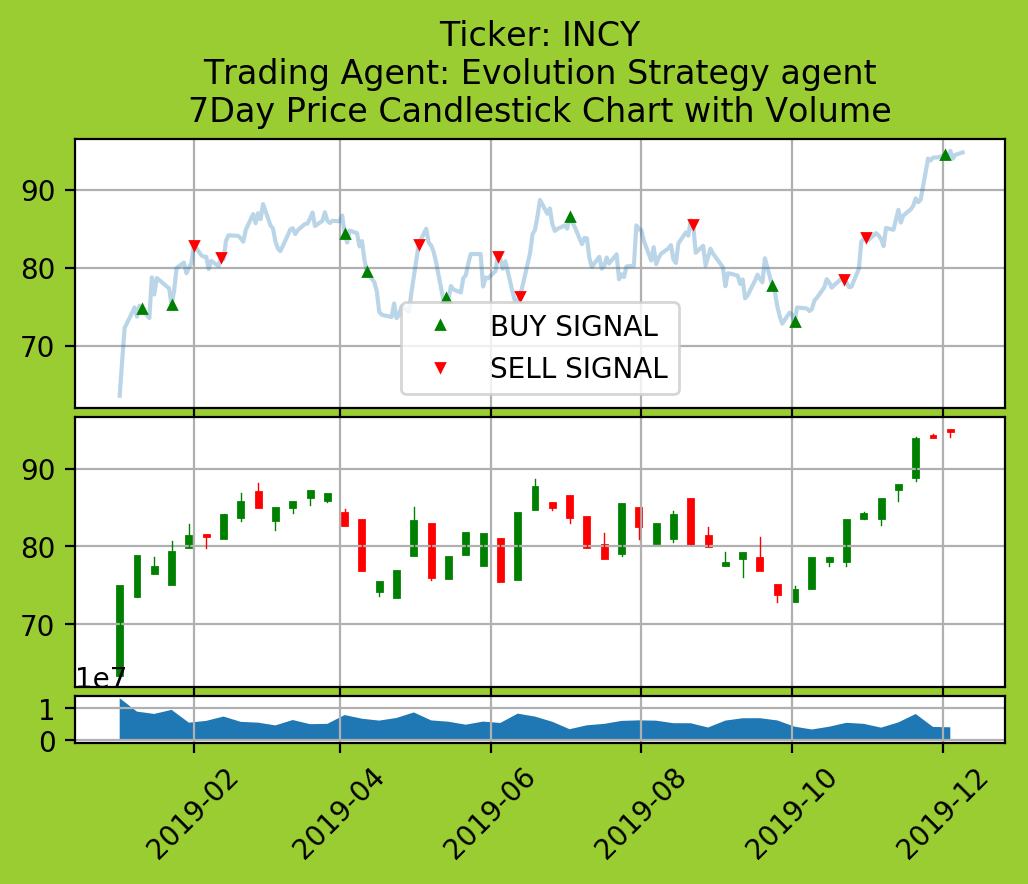 Ticker: INCY
Trading Agent: Evolution Strategy agent
7Day Price Candlestick Chart with Volume
90
80
70
BUY SIGNAL
SELL SIGNAL
90
80
70
1e7
1
0
2019-02
2019-04
2019-06
2019-08
2019-10
2019-12